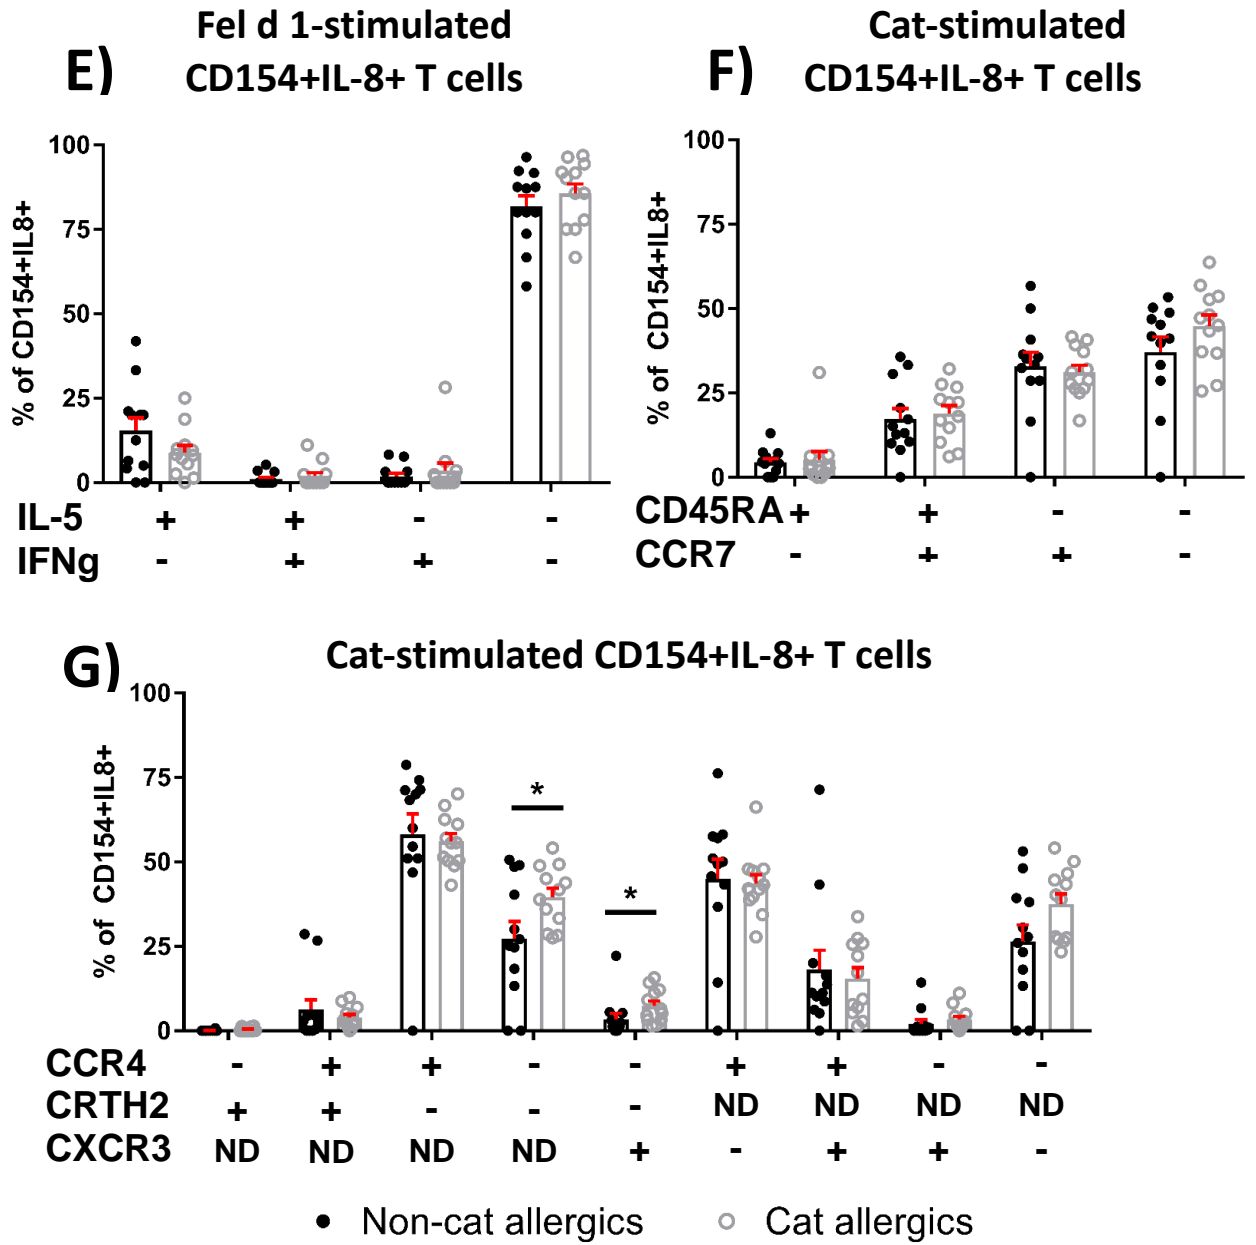 E)
Fel d 1-stimulated
CD154+IL-8+ T cells
% of CD154+IL8+
100
75
50
25
0
IL-5 + + - -
IFNg - + + -
F)
Cat-stimulated
CD154+IL-8+ T cells
% of CD154+IL8+
100
75
50
25
0
CD45RA + + - -
CCR7 - + + -
G)
Cat-stimulated CD154+IL-8+ T cells
% of CD154+IL8+
100
75
50
25
0
*
*
CCR4 - + + - - + + - -
CRTH2 + + - - - ND ND ND ND
CXCR3 ND ND ND ND + - + + -
Non-cat allergics
Cat allergics